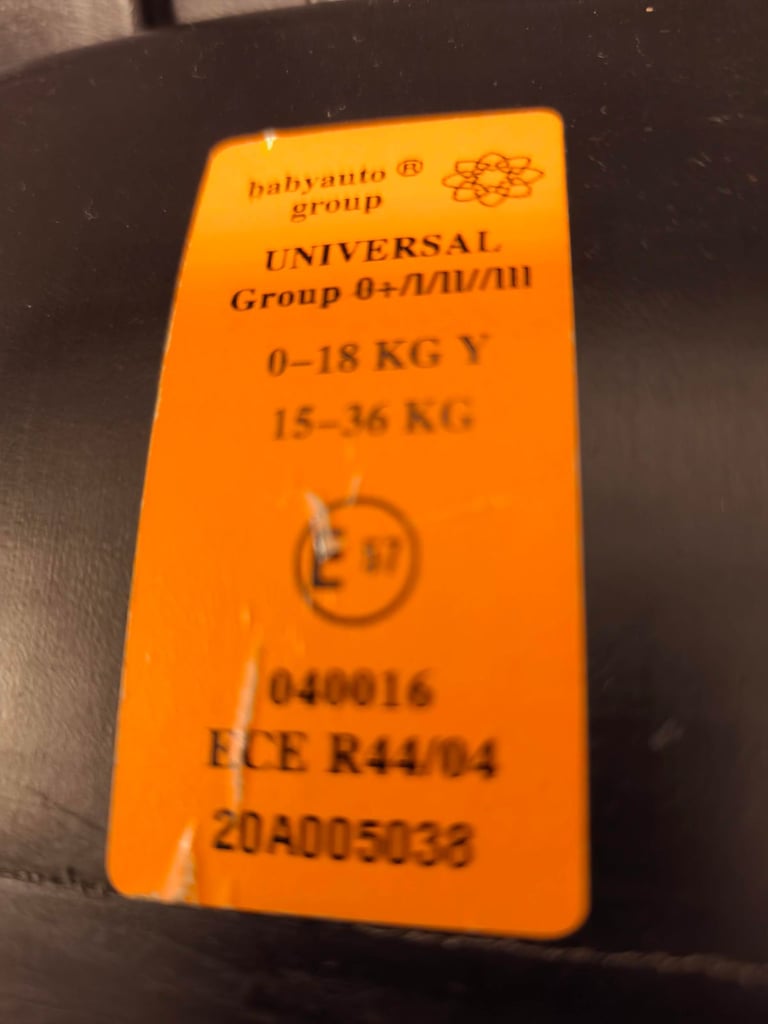 babyauto ®
group
UNIVERSAL
Group 0+/I/II//III
0–18 KG Y
15–36 KG
E 57
040016
ECE R44/04
20A005038